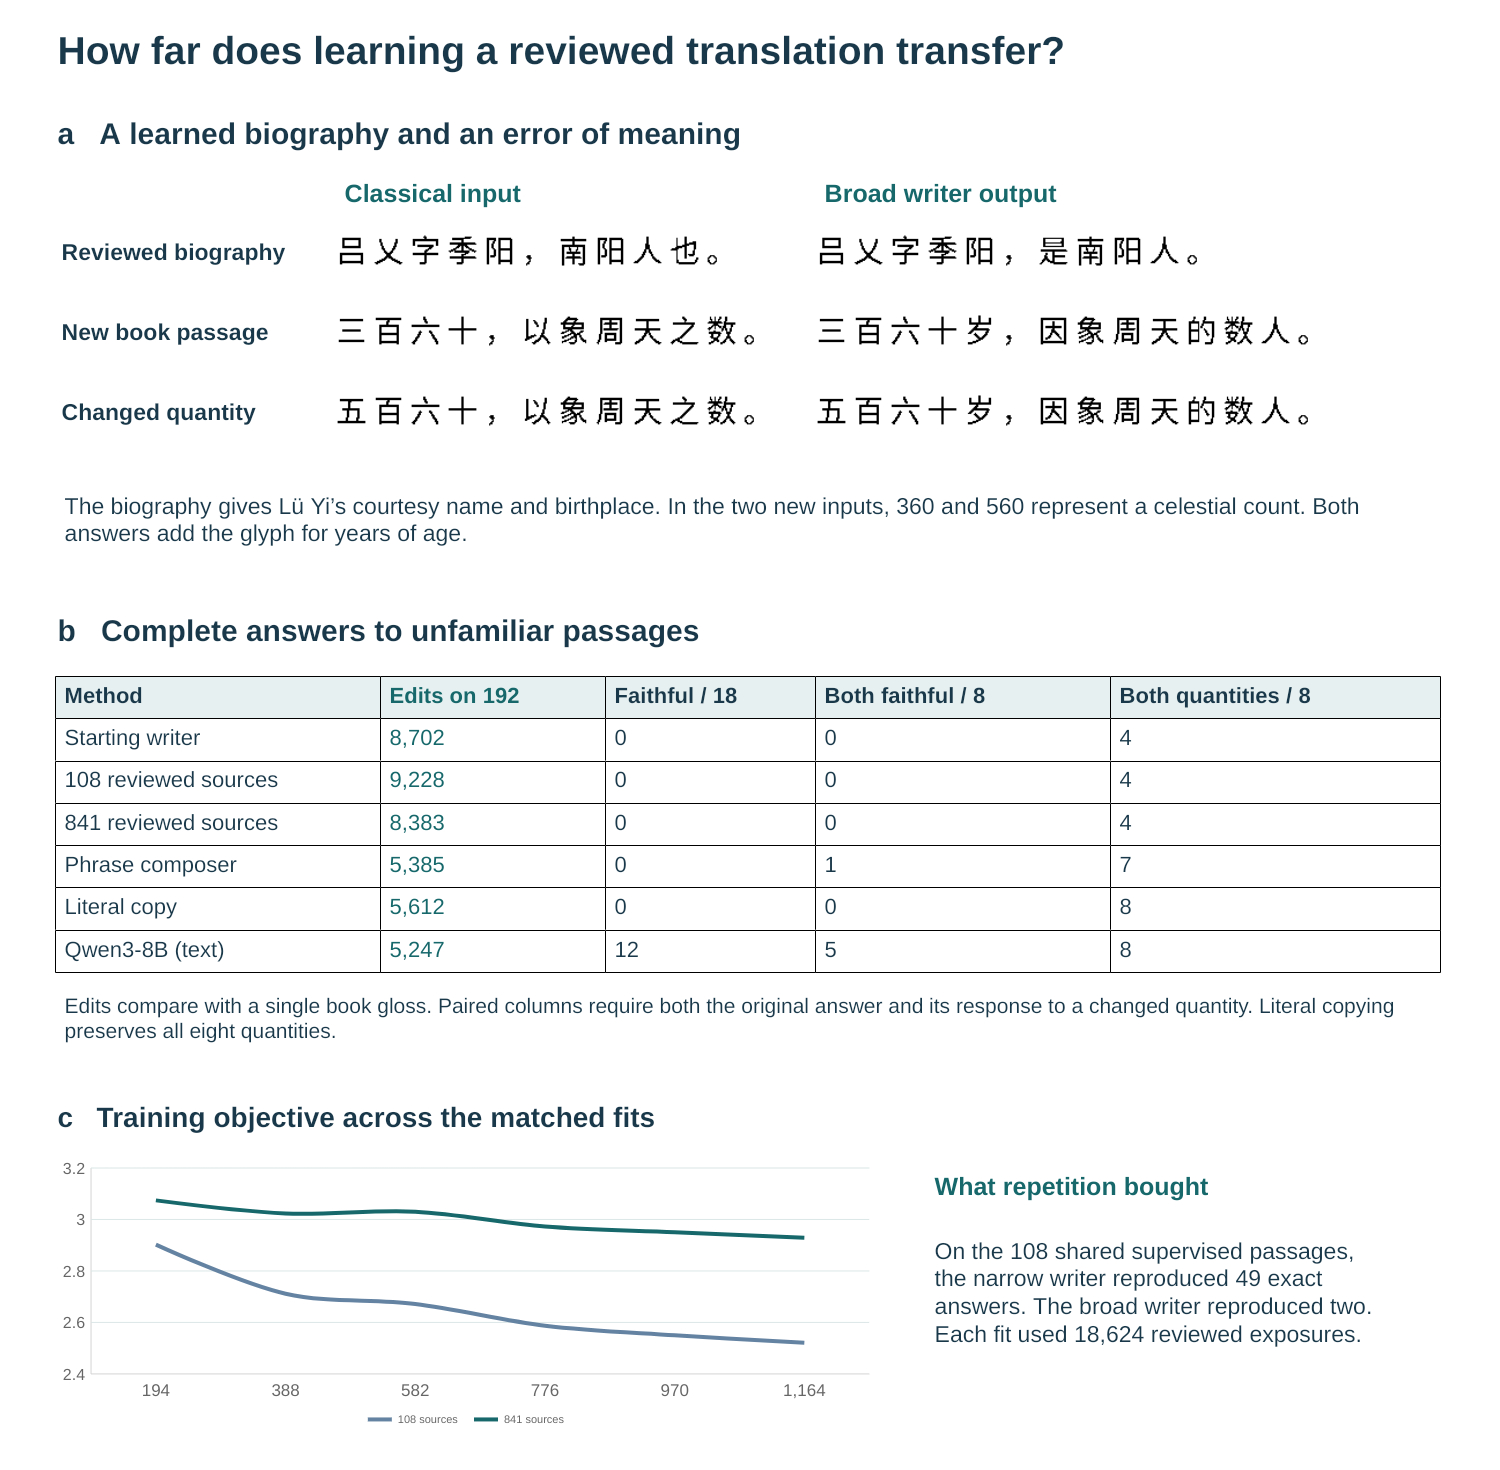 How far does learning a reviewed translation transfer?
a A learned biography and an error of meaning
Classical input Broad writer output
Reviewed biography 吕乂字季阳，南阳人也。 吕乂字季阳，是南阳人。
New book passage 三百六十，以象周天之数。 三百六十岁，因象周天的数人。
Changed quantity 五百六十，以象周天之数。 五百六十岁，因象周天的数人。
The biography gives Lü Yi’s courtesy name and birthplace. In the two new inputs, 360 and 560 represent a celestial count. Both
answers add the glyph for years of age.
b Complete answers to unfamiliar passages
Method Edits on 192 Faithful / 18 Both faithful / 8 Both quantities / 8
Starting writer 8,702 0 0 4
108 reviewed sources 9,228 0 0 4
841 reviewed sources 8,383 0 0 4
Phrase composer 5,385 0 1 7
Literal copy 5,612 0 0 8
Qwen3-8B (text) 5,247 12 5 8
Edits compare with a single book gloss. Paired columns require both the original answer and its response to a changed quantity. Literal copying
preserves all eight quantities.
c Training objective across the matched fits
3.2
3
2.8
2.6
2.4
194 388 582 776 970 1,164
108 sources 841 sources
What repetition bought
On the 108 shared supervised passages,
the narrow writer reproduced 49 exact
answers. The broad writer reproduced two.
Each fit used 18,624 reviewed exposures.